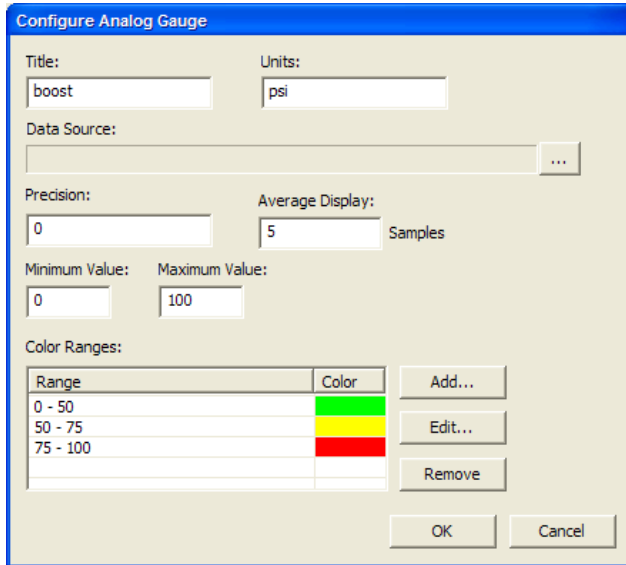 Configure Analog Gauge
Title: Units:
boost psi
Data Source:
...
Precision: Average Display:
0 5 Samples
Minimum Value: Maximum Value:
0 100
Color Ranges:
Range Color Add...
0 - 50
50 - 75 Edit...
75 - 100
Remove
OK Cancel